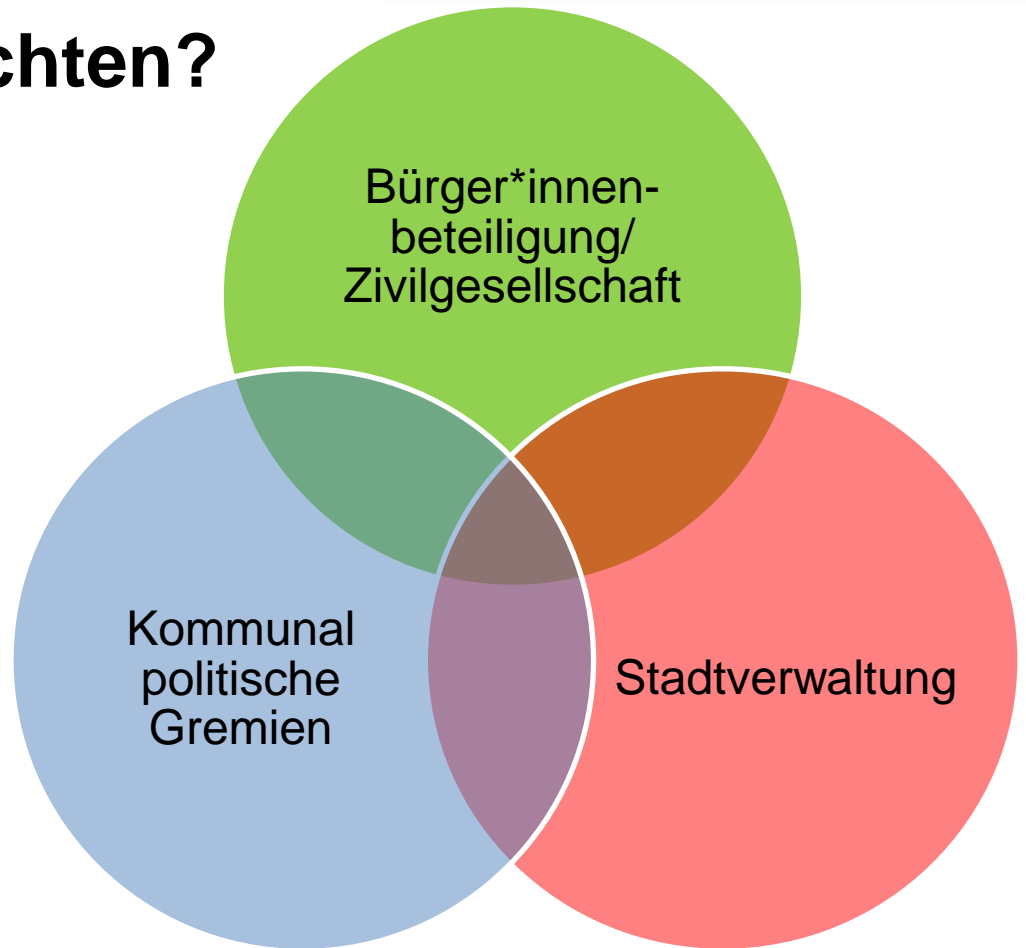 chten?
Bürger*innen-
beteiligung/
Zivilgesellschaft
Kommunal
politische
Gremien
Stadtverwaltung